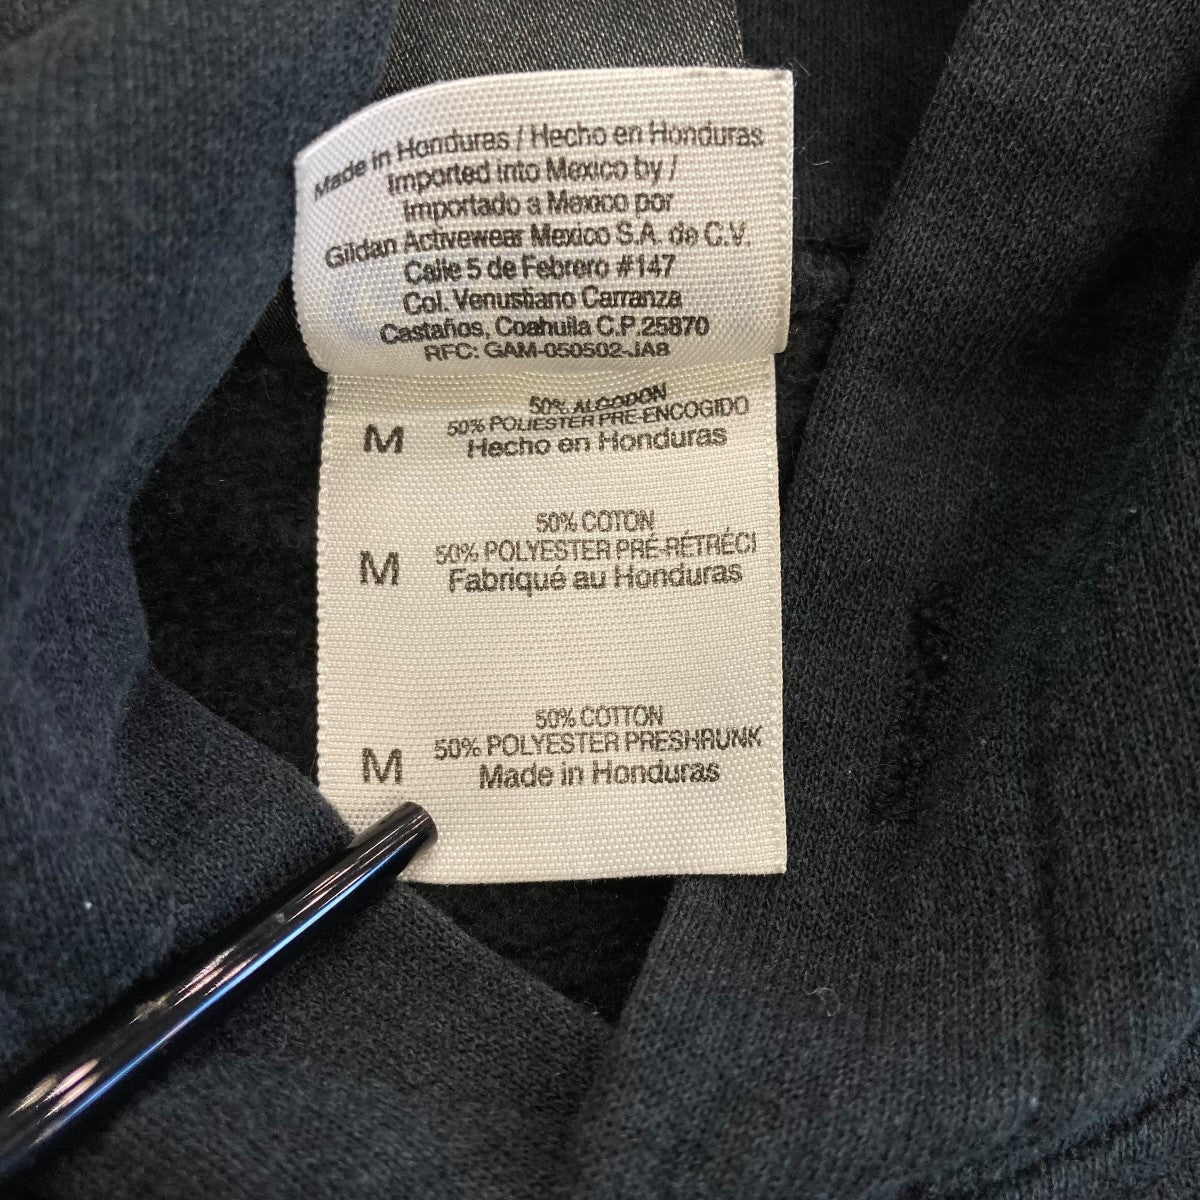 Made in Honduras / Hecho en Honduras
Imported into Mexico by /
Importado a Mexico por
Gildan Activewear Mexico S.A. de C.V.
Calle 5 de Febrero #147
Col. Venustiano Carranza
Castaños, Coahuila C.P.25870
RFC: GAM-050502-JA8
50% ALGODON
M 50% POLIESTER PRE-ENCOGIDO
Hecho en Honduras
50% COTON
M 50% POLYESTER PRÉ-RÉTRÉCI
Fabriqué au Honduras
50% COTTON
M 50% POLYESTER PRESHRUNK
Made in Honduras